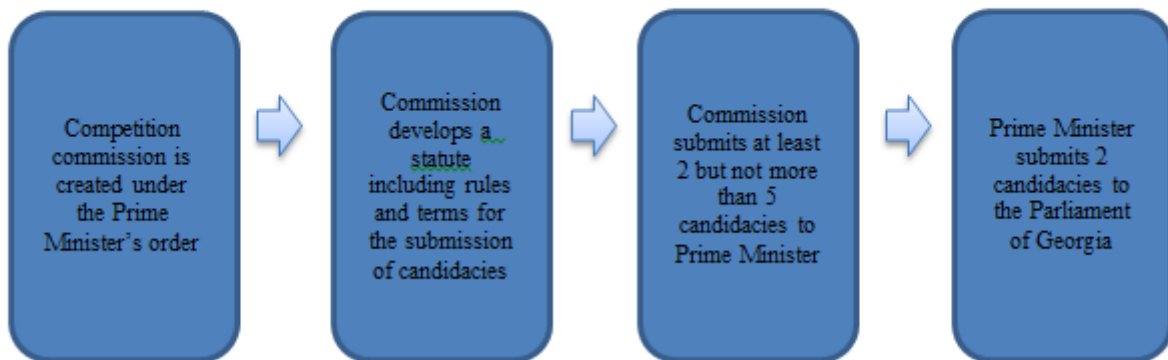 Competition
commission is
created under
the Prime
Minister’s order
Commission
develops a
statute
including rules
and terms for
the submission
of candidacies
Commission
submits at least
2 but not more
than 5
candidacies to
Prime Minister
Prime Minister
submits 2
candidacies to
the Parliament
of Georgia